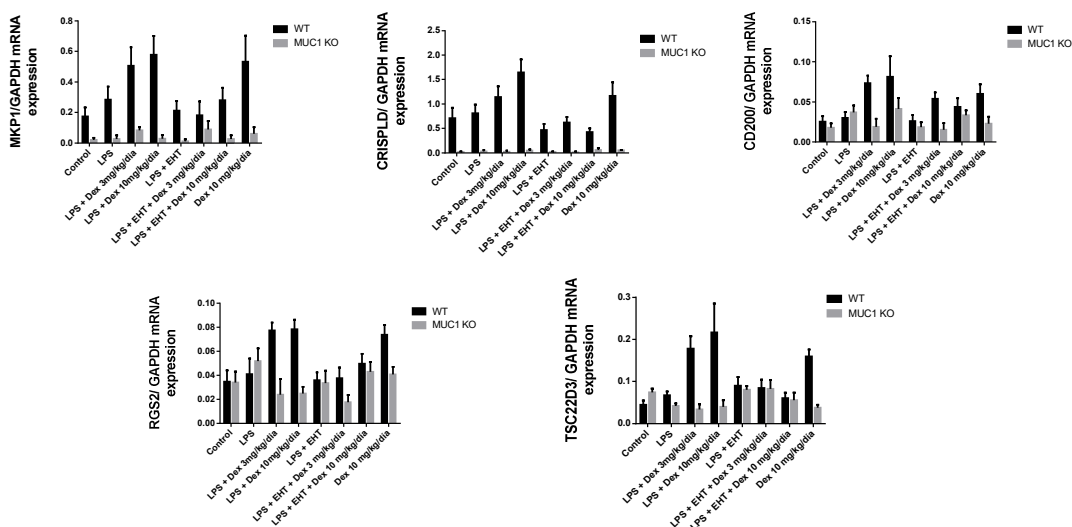 MKP1/GAPDH mRNA
expression
0.8
0.6
0.4
0.2
0.0
Control
LPS
LPS + Dex 3mg/kg/dia
LPS + Dex 10mg/kg/dia
LPS + EHT
LPS + EHT + Dex 3 mg/kg/dia
LPS + EHT + Dex 10 mg/kg/dia
Dex 10 mg/kg/dia
WT
MUC1 KO
CRISPLD/ GAPDH mRNA
expression
2.5
2.0
1.5
1.0
0.5
0.0
Control
LPS
LPS + Dex 3mg/kg/dia
LPS + Dex 10mg/kg/dia
LPS + EHT
LPS + EHT + Dex 3 mg/kg/dia
LPS + EHT + Dex 10 mg/kg/dia
Dex 10 mg/kg/dia
WT
MUC1 KO
CD200/ GAPDH mRNA
expression
0.20
0.15
0.10
0.05
0.00
Control
LPS
LPS + Dex 3mg/kg/dia
LPS + Dex 10mg/kg/dia
LPS + EHT
LPS + EHT + Dex 3 mg/kg/dia
LPS + EHT + Dex 10 mg/kg/dia
Dex 10 mg/kg/dia
WT
MUC1 KO
RGS2/ GAPDH mRNA
expression
0.10
0.08
0.06
0.04
0.02
0.00
Control
LPS
LPS + Dex 3mg/kg/dia
LPS + Dex 10mg/kg/dia
LPS + EHT
LPS + EHT + Dex 3 mg/kg/dia
LPS + EHT + Dex 10 mg/kg/dia
Dex 10 mg/kg/dia
WT
MUC1 KO
TSC22D3/ GAPDH mRNA
expression
0.3
0.2
0.1
0.0
Control
LPS
LPS + Dex 3mg/kg/dia
LPS + Dex 10mg/kg/dia
LPS + EHT
LPS + EHT + Dex 3 mg/kg/dia
LPS + EHT + Dex 10 mg/kg/dia
Dex 10 mg/kg/dia
WT
MUC1 KO